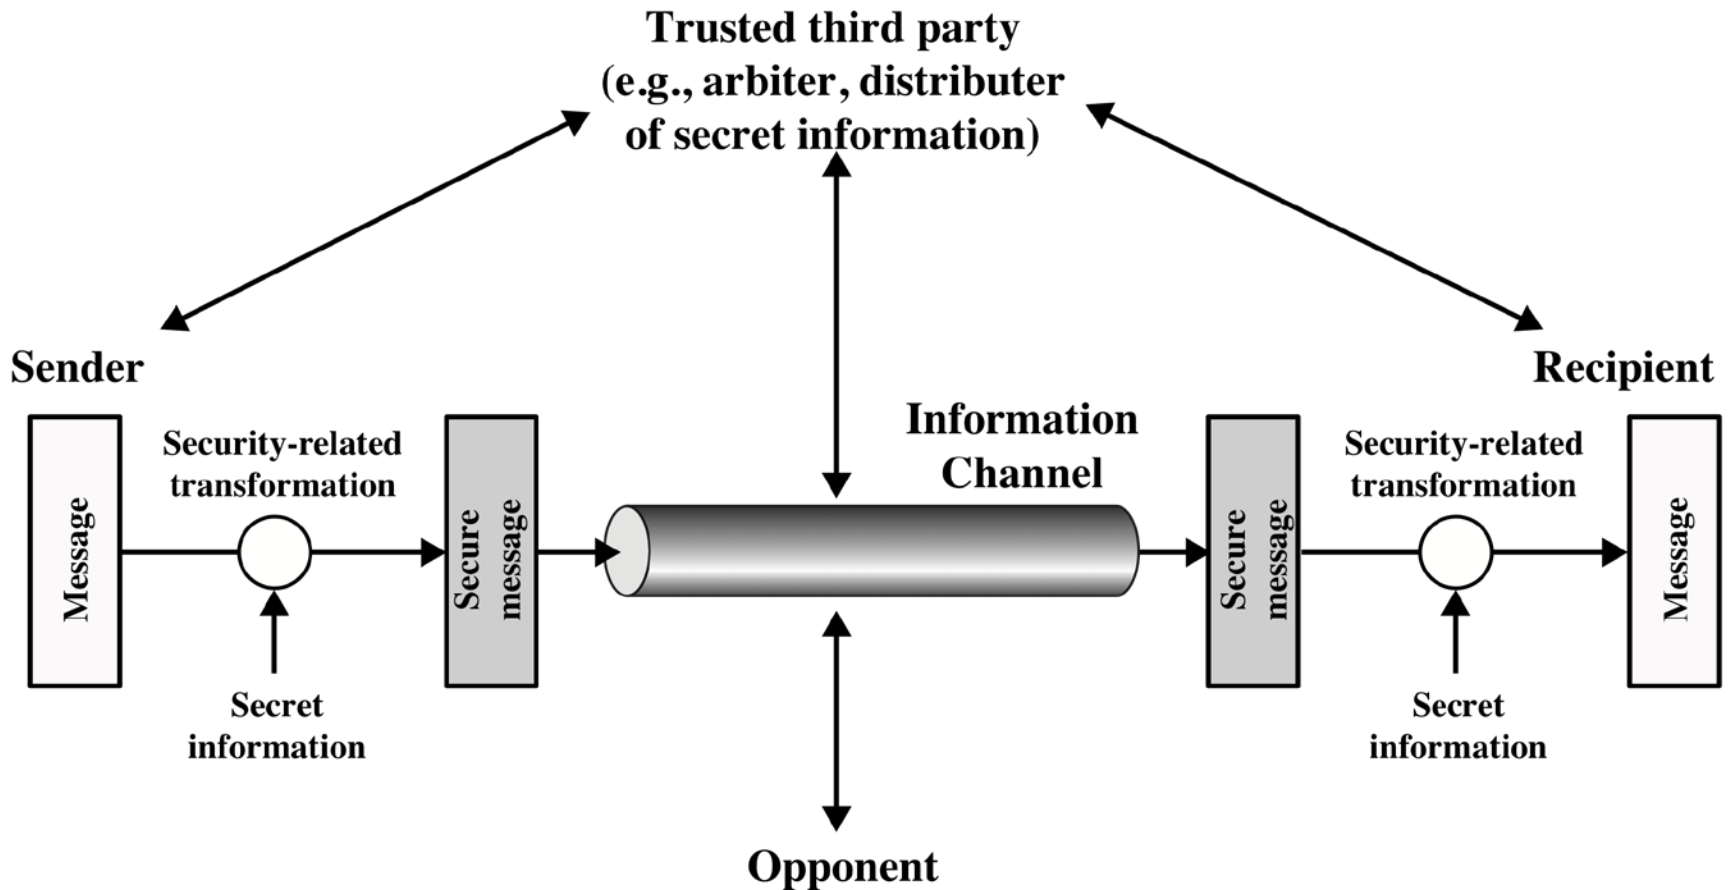 Trusted third party
(e.g., arbiter, distributer
of secret information)
Sender
Recipient
Information
Channel
Security-related
transformation
Security-related
transformation
Message
Secure
message
Secure
message
Message
Secret
information
Secret
information
Opponent